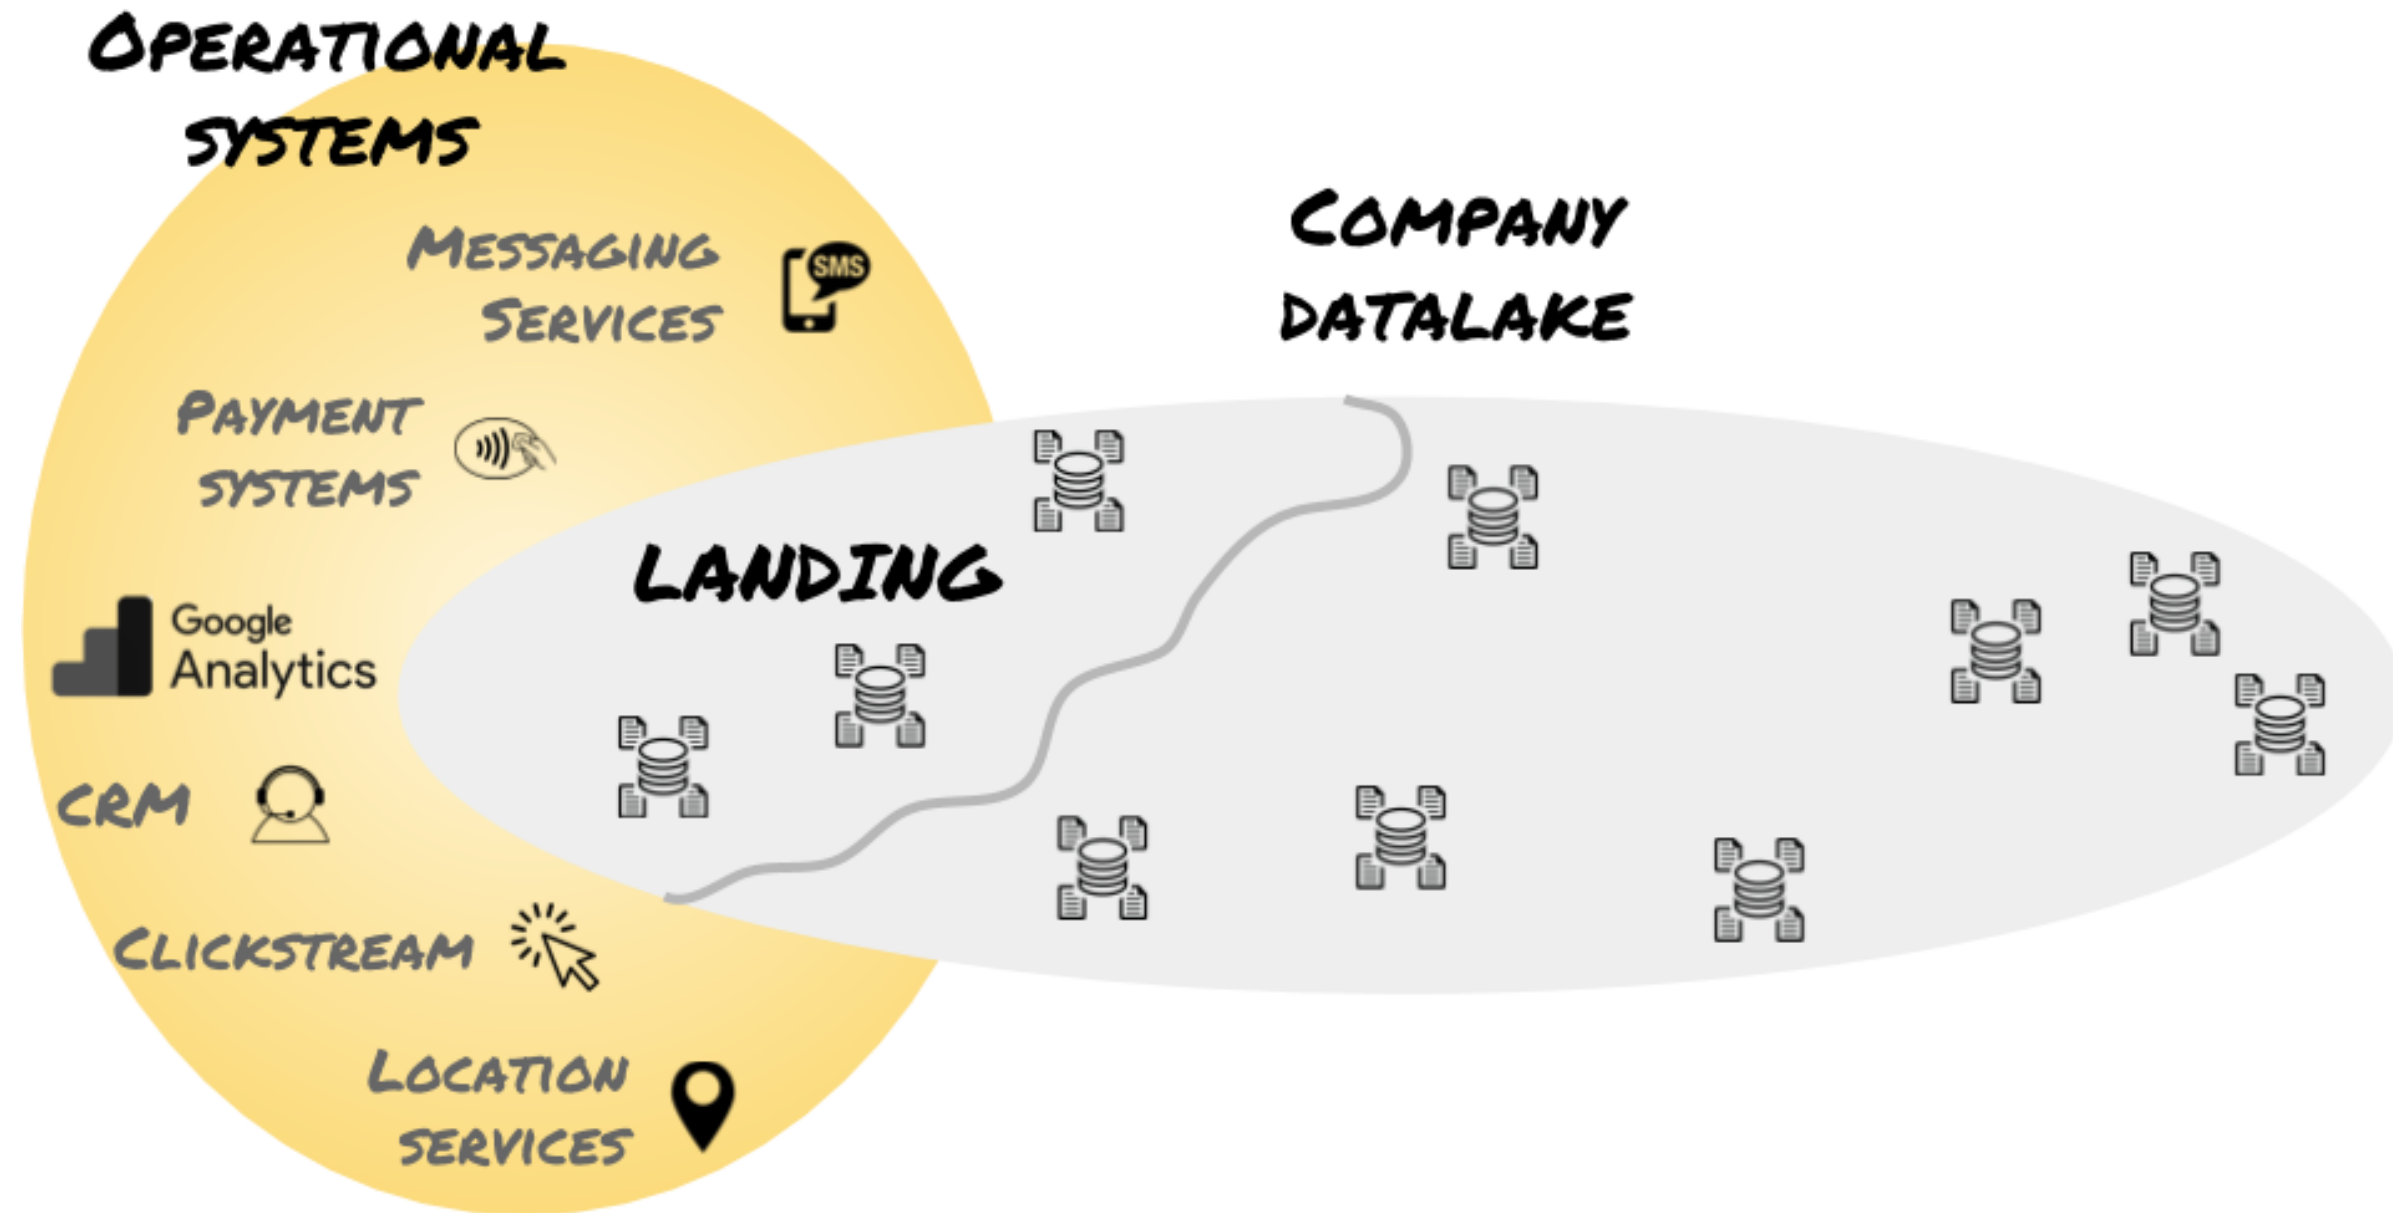 OPERATIONAL
SYSTEMS
MESSAGING
SERVICES
SMS
COMPANY
DATALAKE
PAYMENT
SYSTEMS
LANDING
Google
Analytics
CRM
CLICKSTREAM
LOCATION
SERVICES